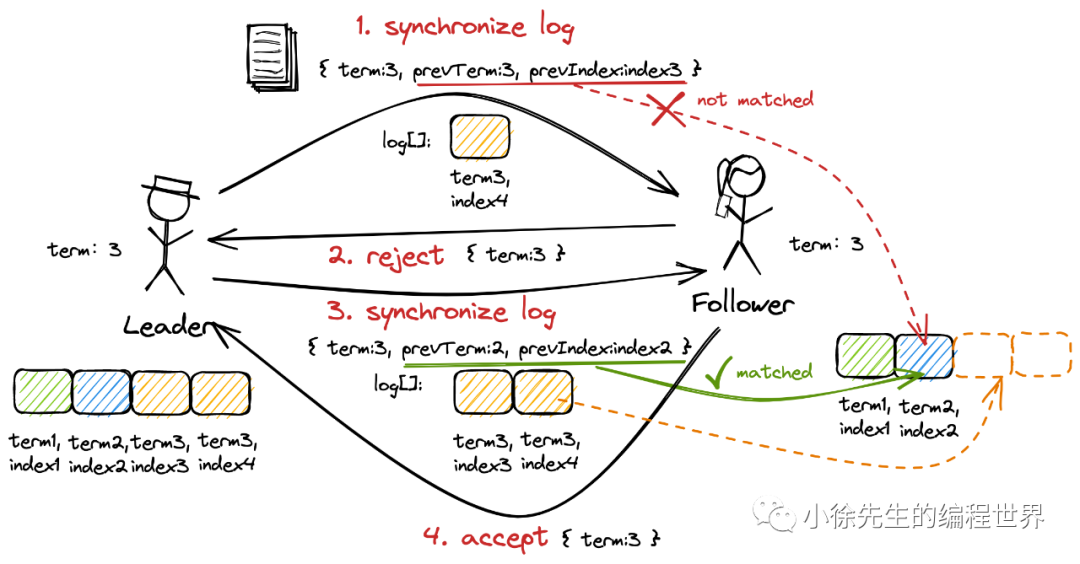 1. synchronize log
{ term:3, prevTerm:3, prevIndex:index3 }
not matched
log[]:
term3,
index4
term: 3
2. reject { term:3 }
term: 3
Leader
3. synchronize log
Follower
{ term:3, prevTerm:2, prevIndex:index2 }
log[]:
matched
term1,
index1
term2,
index2
term3,
index3
term3,
index4
term3,
index3
term3,
index4
term1,
index1
term2,
index2
小徐先生的编程世界
4. accept { term:3 }